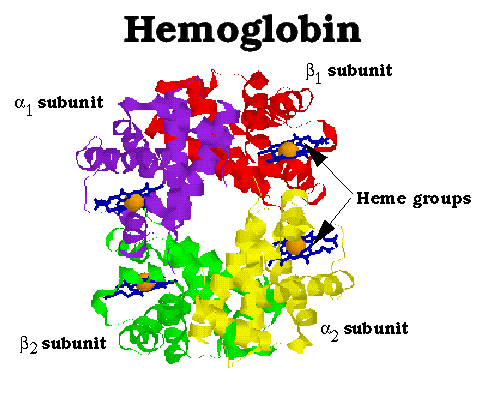 Hemoglobin
β1 subunit
α1 subunit
Heme groups
α2 subunit
β2 subunit